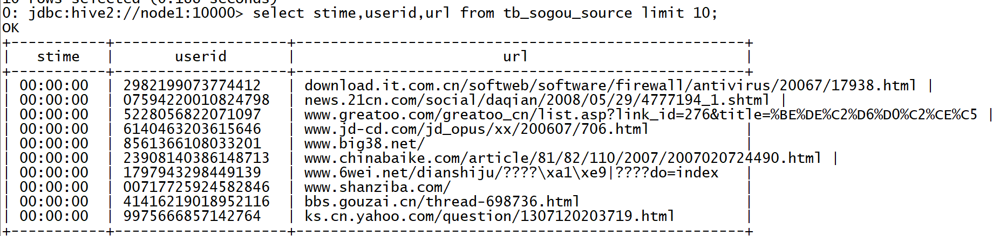 10 rows selected (0.188 seconds)
0: jdbc:hive2://node1:10000> select stime,userid,url from tb_sogou_source limit 10;
OK
+-----------+--------------------+----------------------------------------------------+
|   stime   |       userid       |                        url                         |
+-----------+--------------------+----------------------------------------------------+
| 00:00:00  | 2982199073774412   | download.it.com.cn/softweb/software/firewall/antivirus/20067/17938.html |
| 00:00:00  | 07594220010824798  | news.21cn.com/social/daqian/2008/05/29/4777194_1.shtml |
| 00:00:00  | 5228056822071097   | www.greatoo.com/greatoo_cn/list.asp?link_id=276&title=%BE%DE%C2%D6%D0%C2%CE%C5 |
| 00:00:00  | 6140463203615646   | www.jd-cd.com/jd_opus/xx/200607/706.html           |
| 00:00:00  | 8561366108033201   | www.big38.net/                                     |
| 00:00:00  | 23908140386148713  | www.chinabaike.com/article/81/82/110/2007/2007020724490.html |
| 00:00:00  | 1797943298449139   | www.6wei.net/dianshiju/????\xa1\xe9|????do=index   |
| 00:00:00  | 00717725924582846  | www.shanziba.com/                                  |
| 00:00:00  | 41416219018952116  | bbs.gouzai.cn/thread-698736.html                   |
| 00:00:00  | 9975666857142764   | ks.cn.yahoo.com/question/1307120203719.html        |
+-----------+--------------------+----------------------------------------------------+